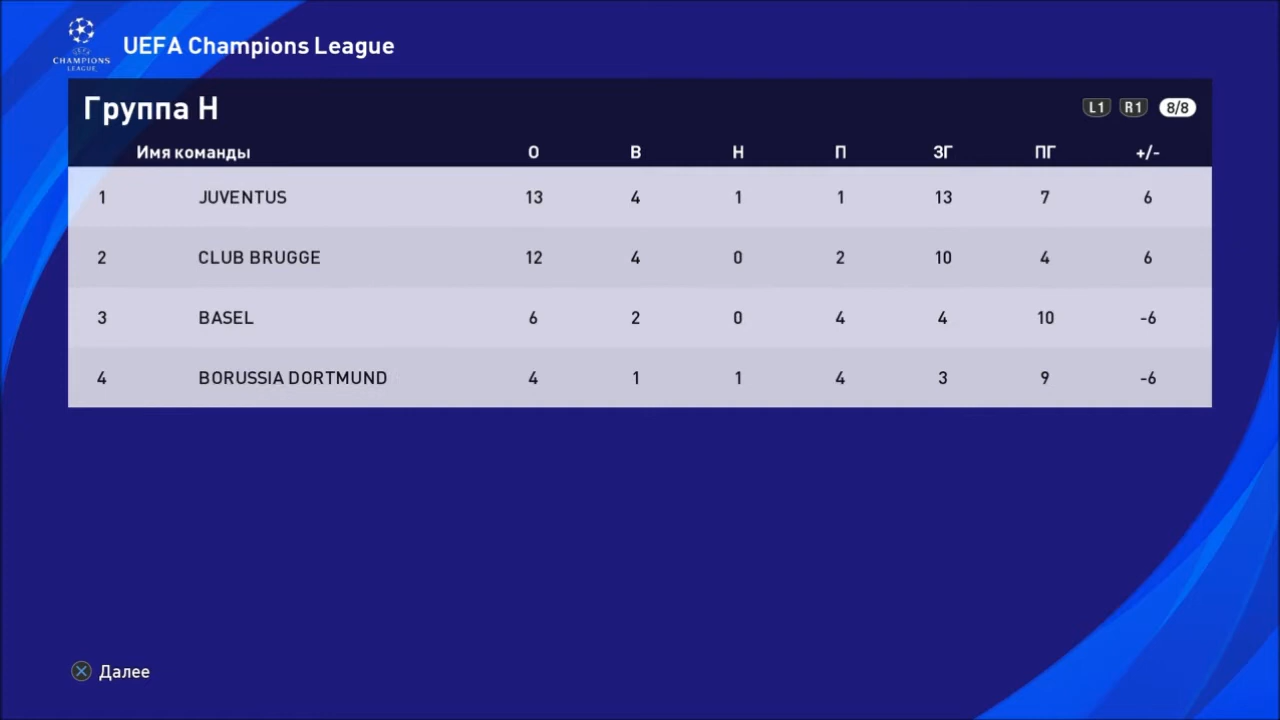 UEFA Champions League
CHAMPIONS
LEAGUE
Группа H
L1 R1 8/8
Имя команды О В Н П ЗГ ПГ +/-
1 JUVENTUS 13 4 1 1 13 7 6
2 CLUB BRUGGE 12 4 0 2 10 4 6
3 BASEL 6 2 0 4 4 10 -6
4 BORUSSIA DORTMUND 4 1 1 4 3 9 -6
Далее